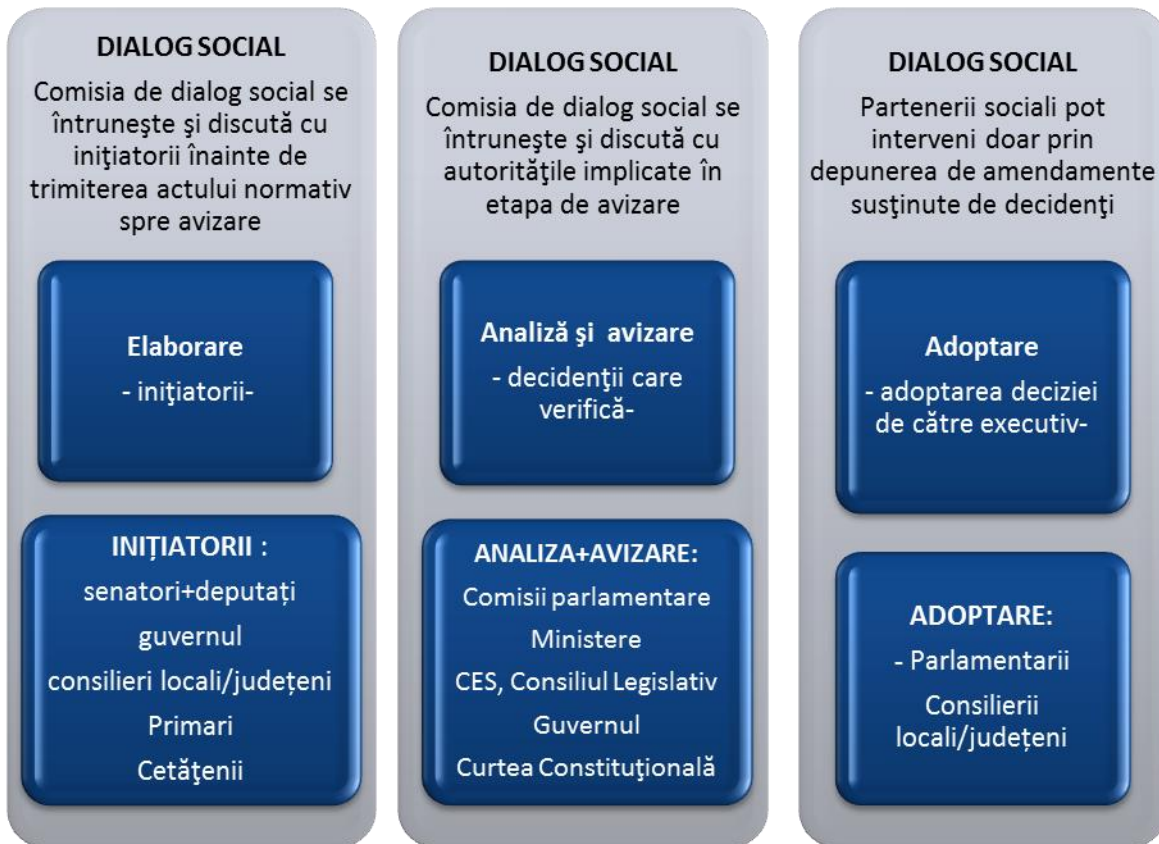 DIALOG SOCIAL
Comisia de dialog social se
întruneşte şi discută cu
iniţiatorii înainte de
trimiterea actului normativ
spre avizare
Elaborare
- iniţiatorii-
INIȚIATORII :
senatori+deputați
guvernul
consilieri locali/județeni
Primari
Cetăţenii
DIALOG SOCIAL
Comisia de dialog social se
întruneşte şi discută cu
autorităţile implicate în
etapa de avizare
Analiză şi avizare
- decidenţii care
verifică-
ANALIZA+AVIZARE:
Comisii parlamentare
Ministere
CES, Consiliul Legislativ
Guvernul
Curtea Constituţională
DIALOG SOCIAL
Partenerii sociali pot
interveni doar prin
depunerea de amendamente
susţinute de decidenţi
Adoptare
- adoptarea deciziei
de către executiv-
ADOPTARE:
- Parlamentarii
Consilierii
locali/județeni